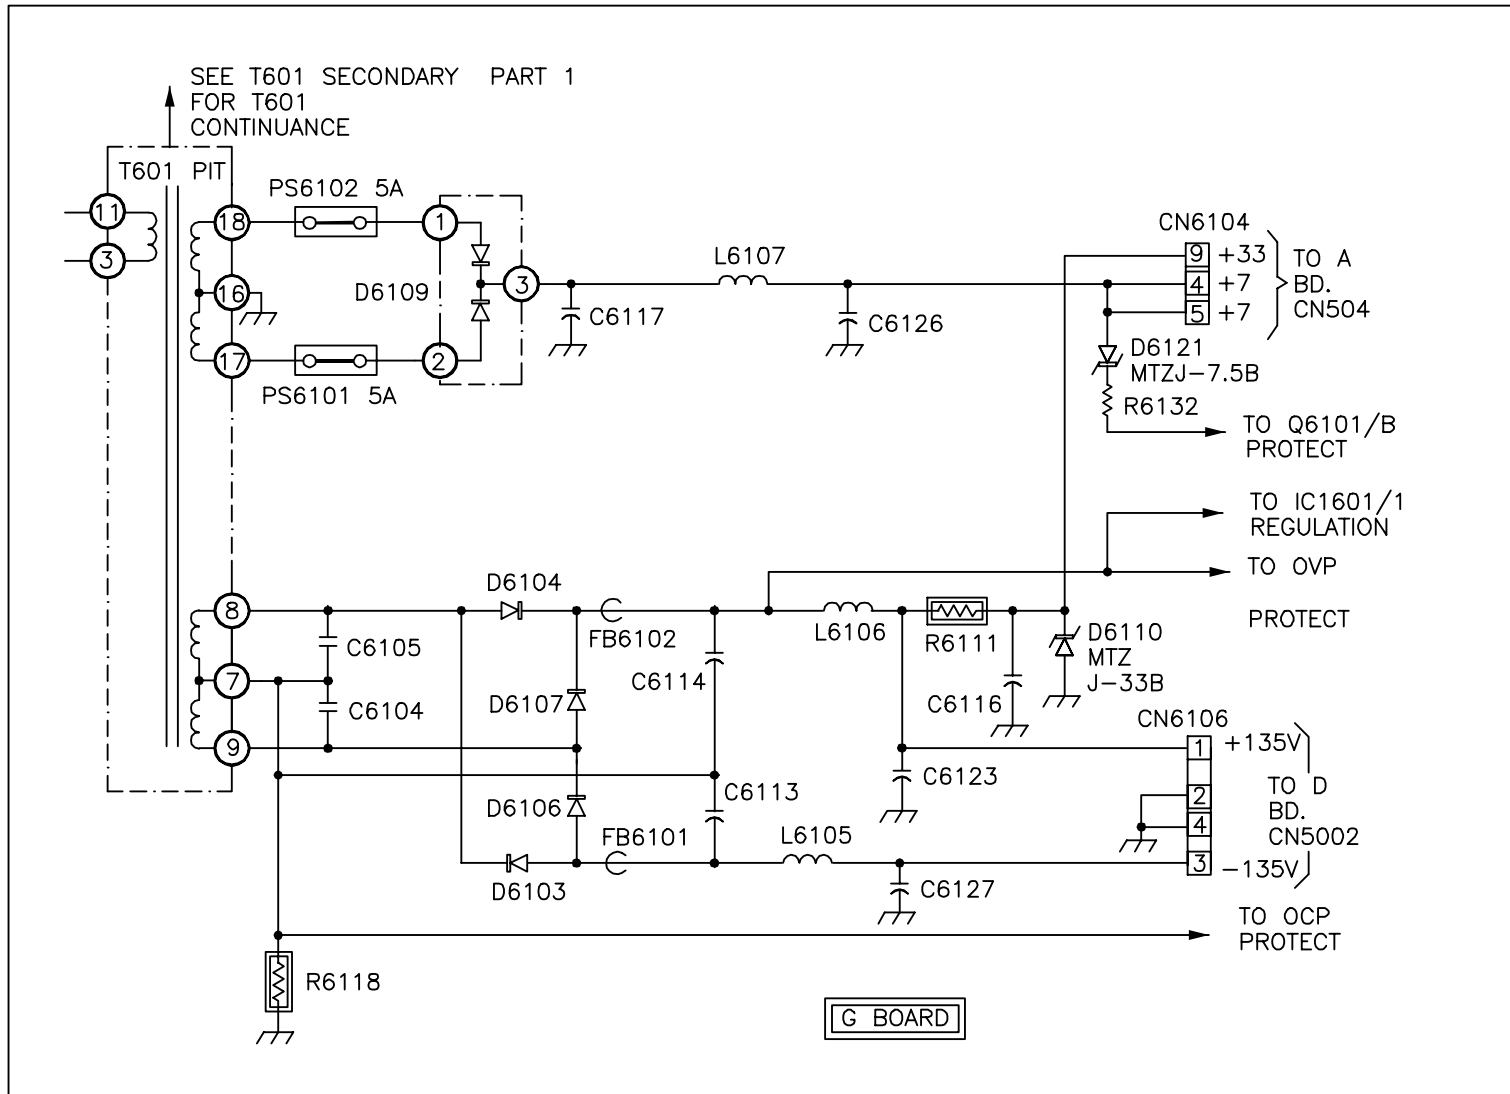 SEE T601 SECONDARY PART 1
FOR T601
CONTINUANCE
T601 PIT
11
3
18
16
17
PS6102 5A
PS6101 5A
1
2
3
D6109
C6117
L6107
C6126
CN6104
9 +33
4 +7
5 +7
TO A
BD.
CN504
D6121
MTZJ-7.5B
R6132
TO Q6101/B
PROTECT
TO IC1601/1
REGULATION
TO OVP
PROTECT
8
7
9
C6105
C6104
D6104
FB6102
D6107
C6114
L6106
R6111
C6116
D6110
MTZ
J-33B
D6106
C6113
FB6101
D6103
L6105
C6123
C6127
CN6106
1 +135V
2
4
3 -135V
TO D
BD.
CN5002
TO OCP
PROTECT
R6118
G BOARD